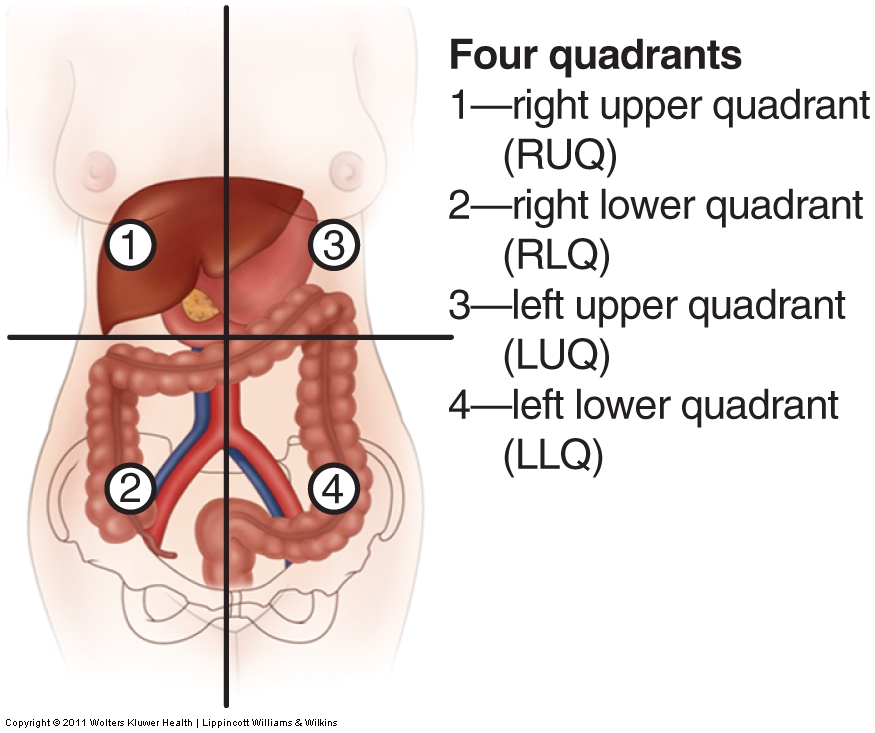 Four quadrants
1—right upper quadrant
(RUQ)
2—right lower quadrant
(RLQ)
3—left upper quadrant
(LUQ)
4—left lower quadrant
(LLQ)
1
3
2
4
Copyright © 2011 Wolters Kluwer Health | Lippincott Williams & Wilkins